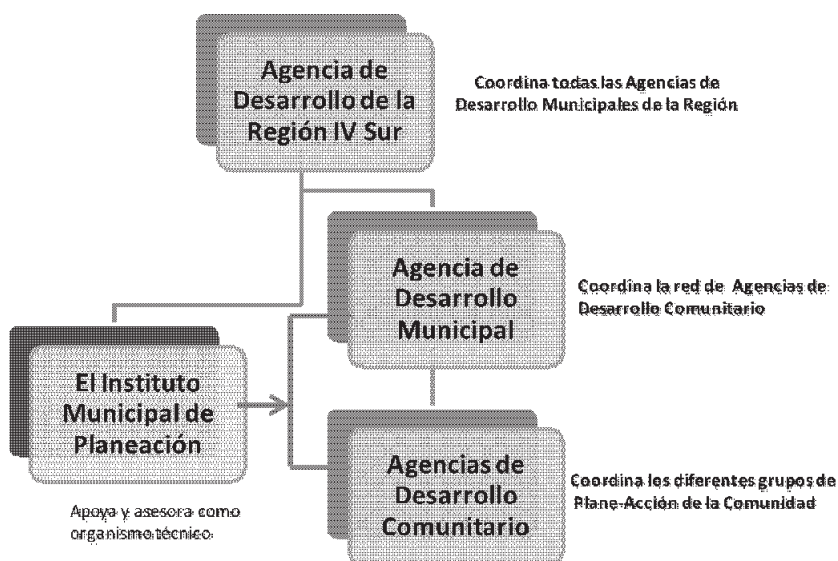 Agencia de
Desarrollo de la
Región IV Sur
Coordina todas las Agencias de
Desarrollo Municipales de la Región
Agencia de
Desarrollo
Municipal
Coordina la red de Agencias de
Desarrollo Comunitario
El Instituto
Municipal de
Planeación
Apoya y asesora como
organismo técnico
Agencias de
Desarrollo
Comunitario
Coordina los diferentes grupos de
Plane-Acción de la Comunidad